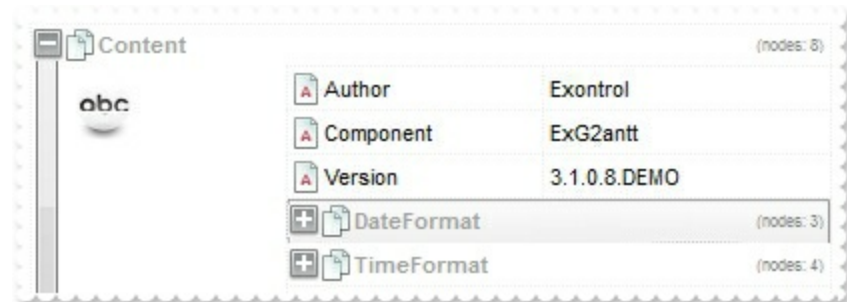 Content (nodes: 8)
abc
Author Exontrol
Component ExG2antt
Version 3.1.0.8.DEMO
DateFormat (nodes: 3)
TimeFormat (nodes: 4)